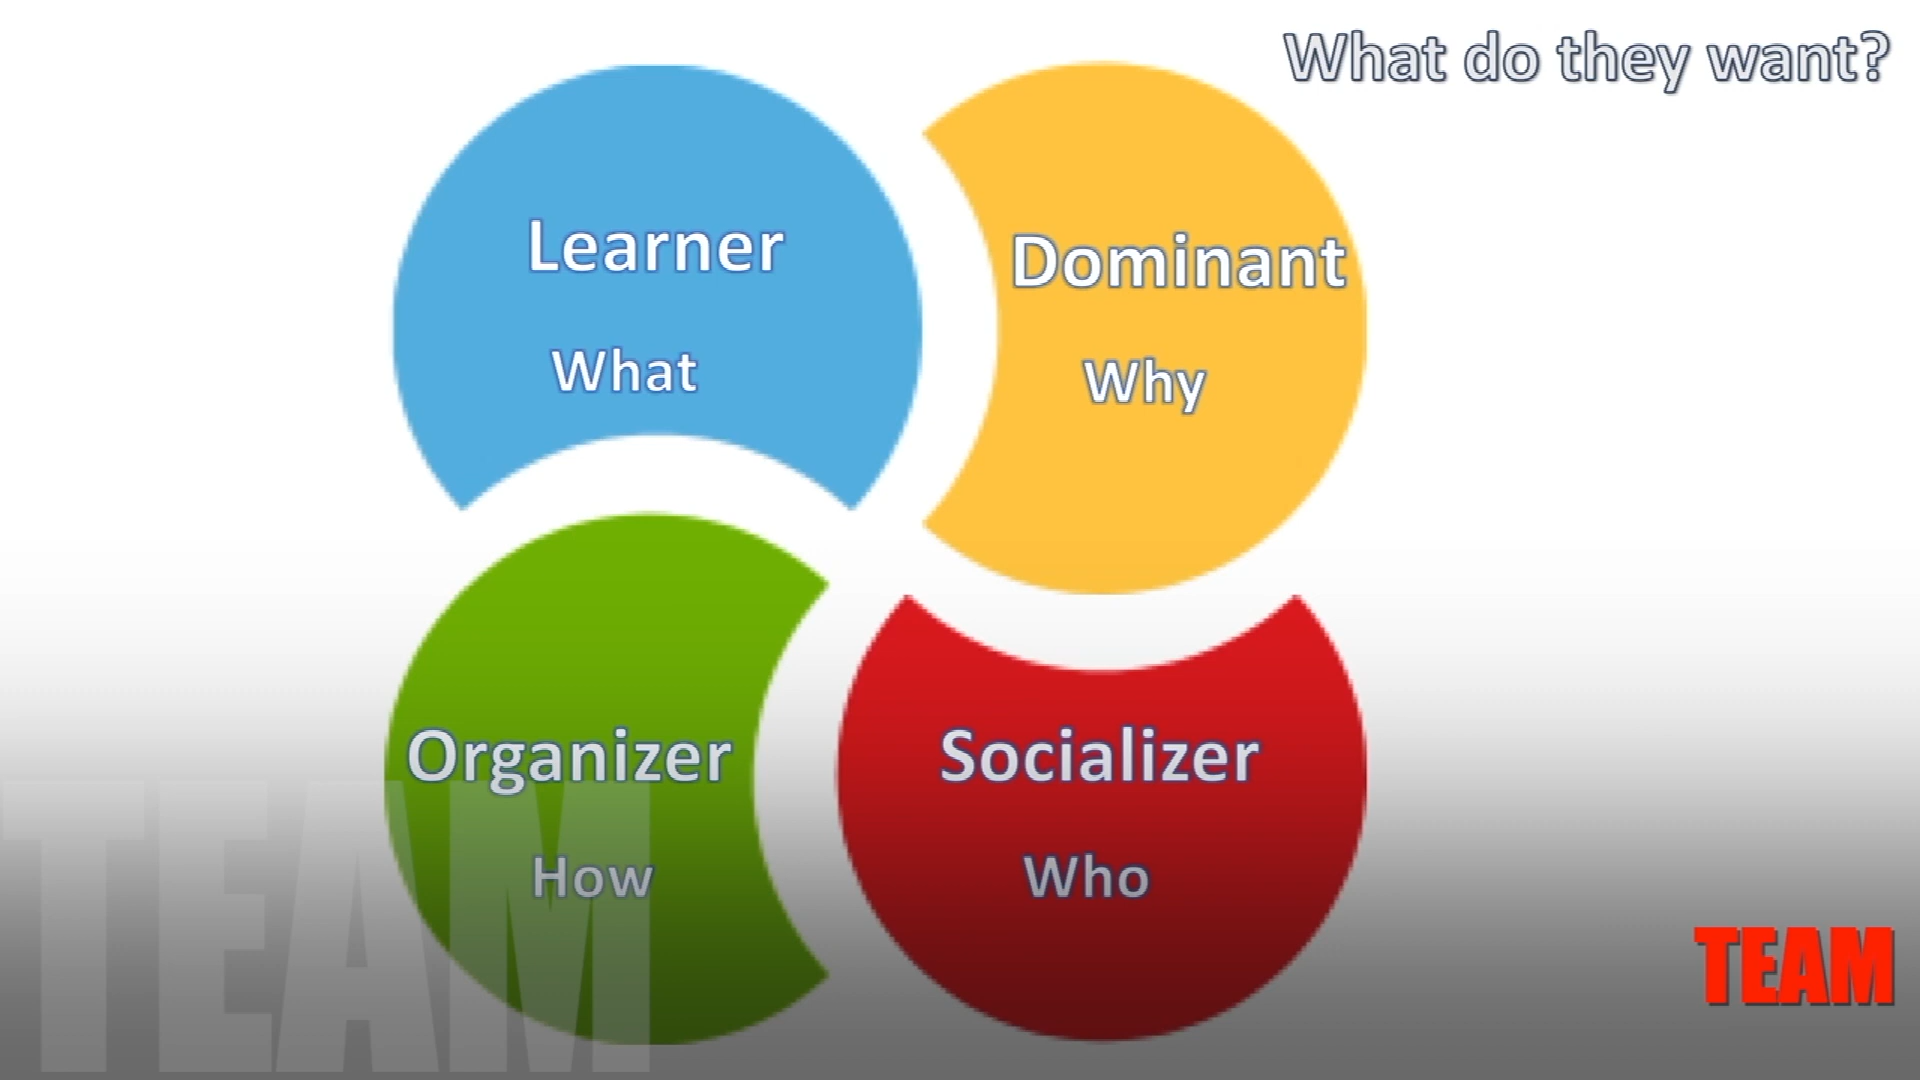 What do they want?
Learner
What
Dominant
Why
Organizer
How
Socializer
Who
TEAM
TEAM